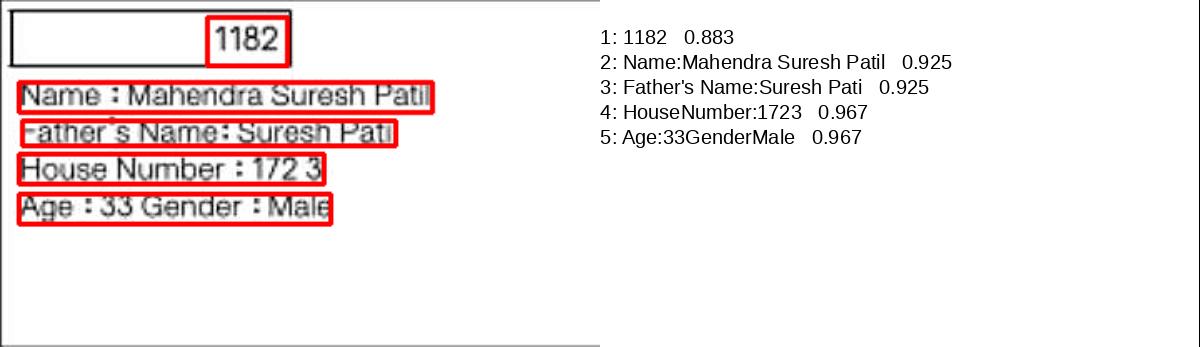 1182
Name : Mahendra Suresh Patil
Father's Name: Suresh Patil
House Number : 172 3
Age : 33 Gender : Male
1: 1182 0.883
2: Name:Mahendra Suresh Patil 0.925
3: Father's Name:Suresh Pati 0.925
4: HouseNumber:1723 0.967
5: Age:33GenderMale 0.967